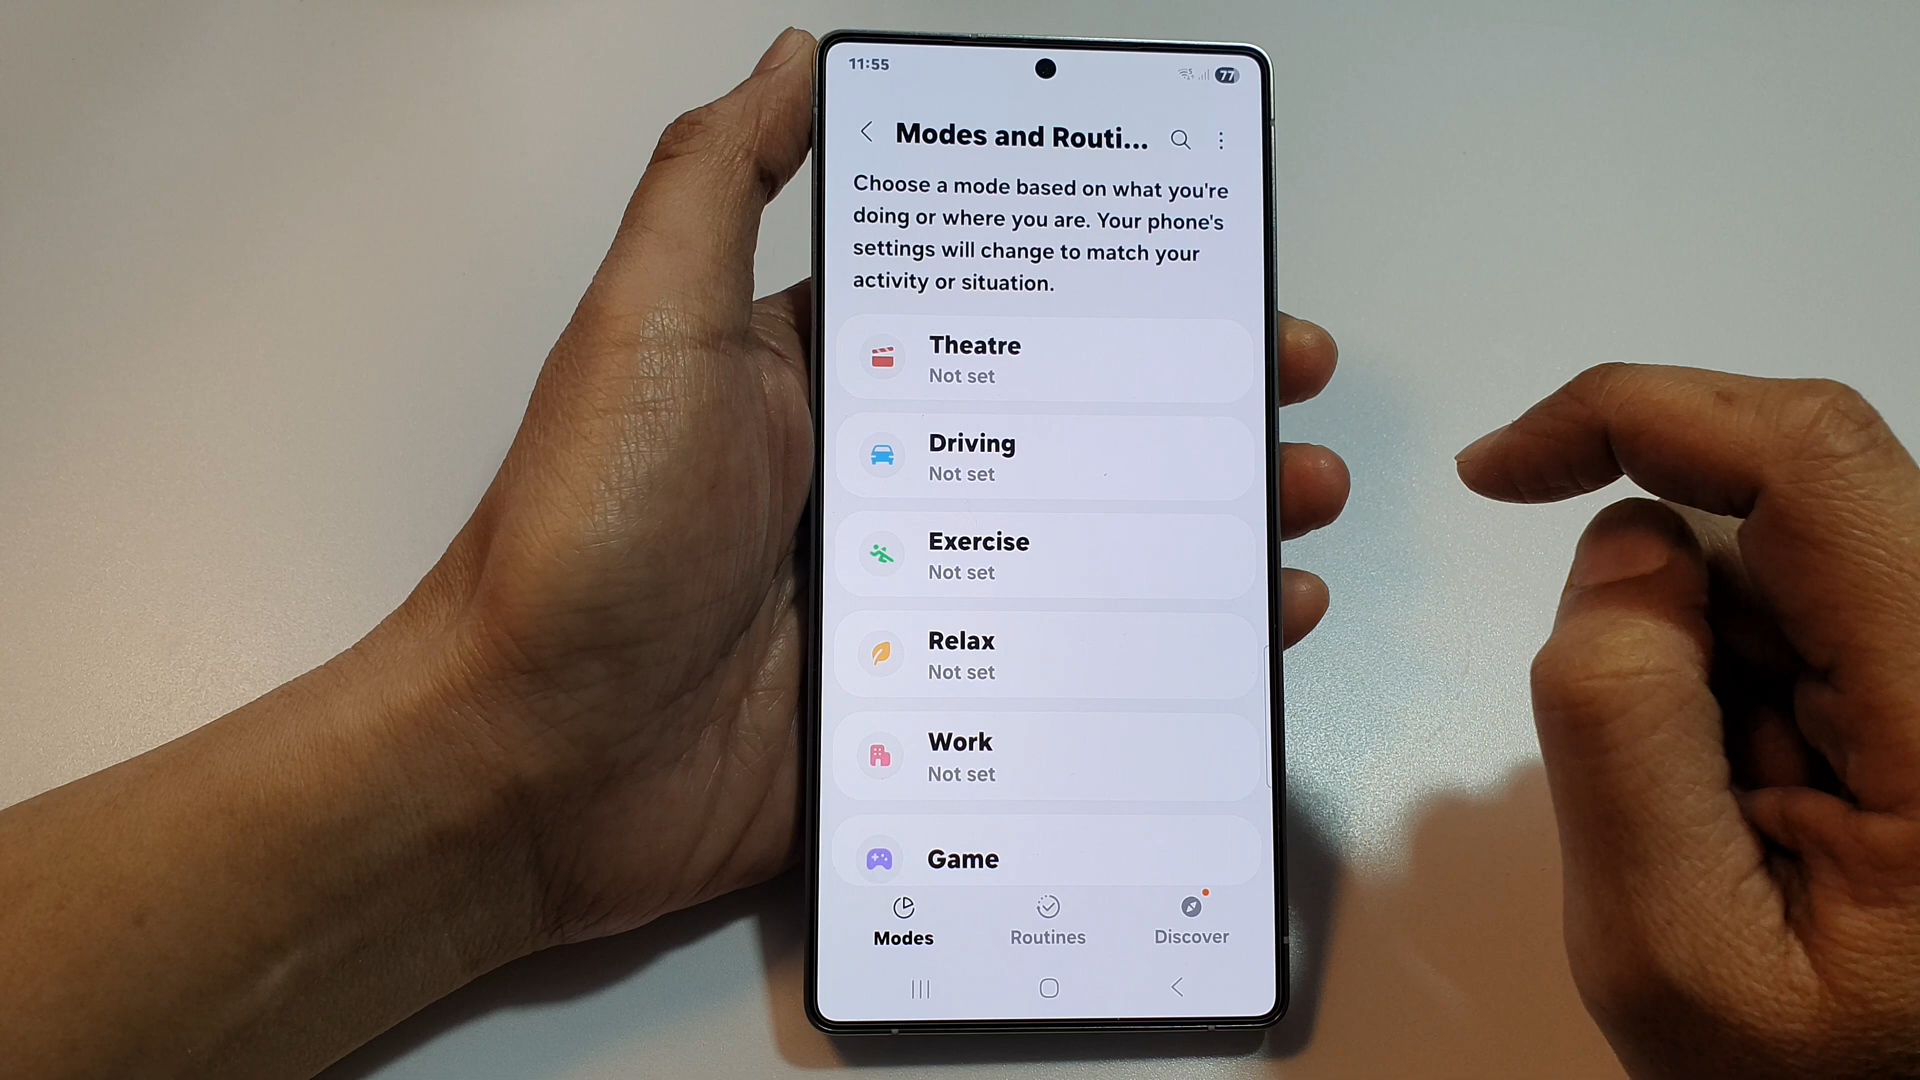 11:55
77
Modes and Routi...
Choose a mode based on what you're
doing or where you are. Your phone's
settings will change to match your
activity or situation.
Theatre
Not set
Driving
Not set
Exercise
Not set
Relax
Not set
Work
Not set
Game
Modes
Routines
Discover